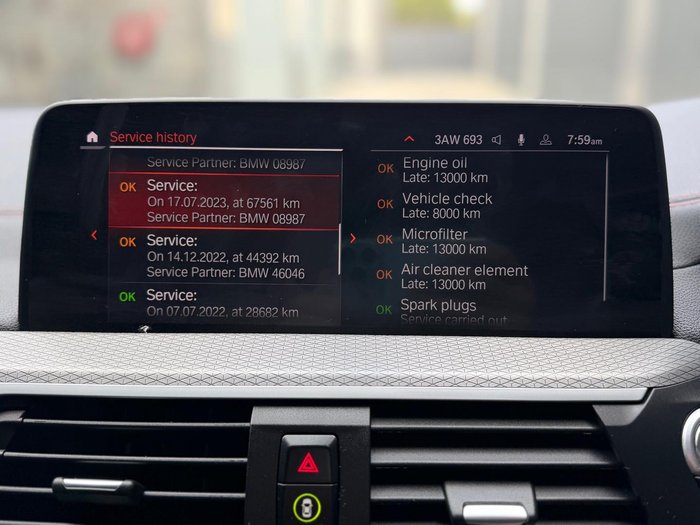 Service history
3AW 693
7:59am
Service Partner: BMW 08987
OK Service:
On 17.07.2023, at 67561 km
Service Partner: BMW 08987
OK Service:
On 14.12.2022, at 44392 km
Service Partner: BMW 46046
OK Service:
On 07.07.2022, at 28682 km
OK Engine oil
Late: 13000 km
OK Vehicle check
Late: 8000 km
OK Microfilter
Late: 13000 km
OK Air cleaner element
Late: 13000 km
OK Spark plugs
Service carried out